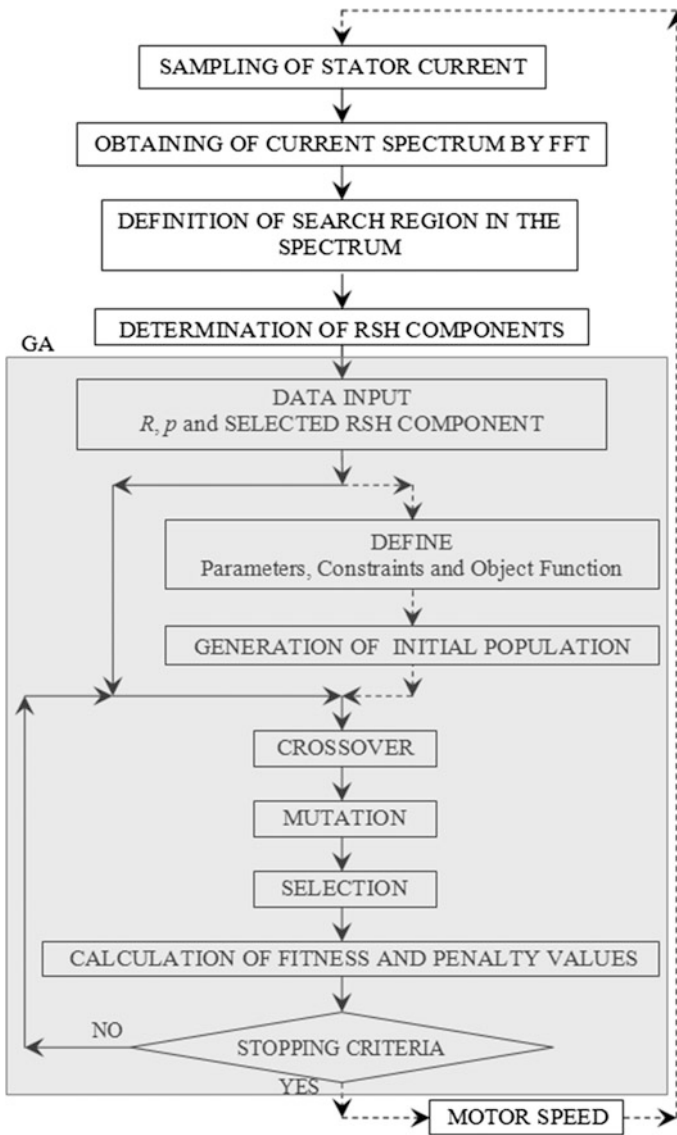 SAMPLING OF STATOR CURRENT
OBTAINING OF CURRENT SPECTRUM BY FFT
DEFINITION OF SEARCH REGION IN THE
SPECTRUM
DETERMINATION OF RSH COMPONENTS
GA
DATA INPUT
R, p and SELECTED RSH COMPONENT
DEFINE
Parameters, Constraints and Object Function
GENERATION OF INITIAL POPULATION
CROSSOVER
MUTATION
SELECTION
CALCULATION OF FITNESS AND PENALTY VALUES
NO
STOPPING CRITERIA
YES
MOTOR SPEED